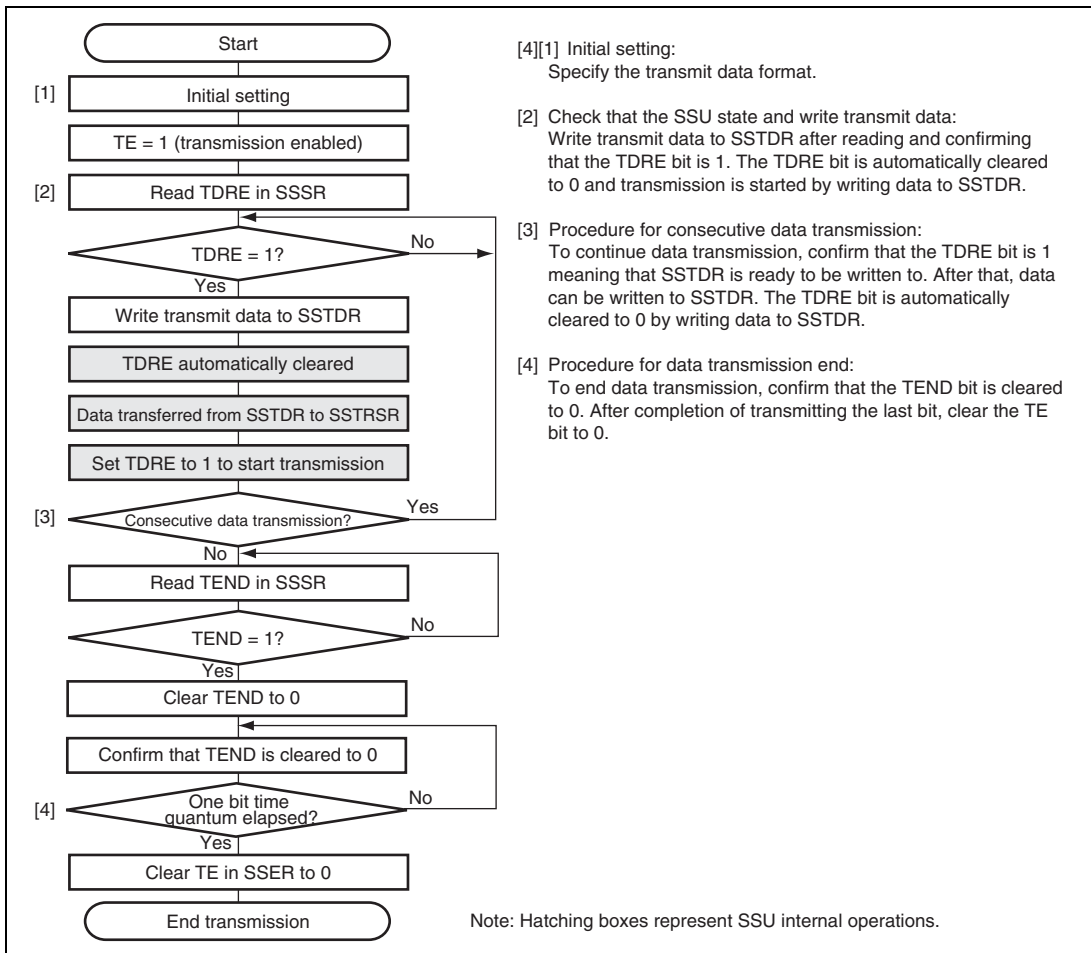 Start
[1] Initial setting
TE = 1 (transmission enabled)
[2] Read TDRE in SSSR
TDRE = 1?
No
Yes
Write transmit data to SSTDR
TDRE automatically cleared
Data transferred from SSTDR to SSTRSR
Set TDRE to 1 to start transmission
[3] Consecutive data transmission?
Yes
No
Read TEND in SSSR
TEND = 1?
No
Yes
Clear TEND to 0
Confirm that TEND is cleared to 0
[4] One bit time
quantum elapsed?
No
Yes
Clear TE in SSER to 0
End transmission
[4][1] Initial setting:
Specify the transmit data format.
[2] Check that the SSU state and write transmit data:
Write transmit data to SSTDR after reading and confirming
that the TDRE bit is 1. The TDRE bit is automatically cleared
to 0 and transmission is started by writing data to SSTDR.
[3] Procedure for consecutive data transmission:
To continue data transmission, confirm that the TDRE bit is 1
meaning that SSTDR is ready to be written to. After that, data
can be written to SSTDR. The TDRE bit is automatically
cleared to 0 by writing data to SSTDR.
[4] Procedure for data transmission end:
To end data transmission, confirm that the TEND bit is cleared
to 0. After completion of transmitting the last bit, clear the TE
bit to 0.
Note: Hatching boxes represent SSU internal operations.